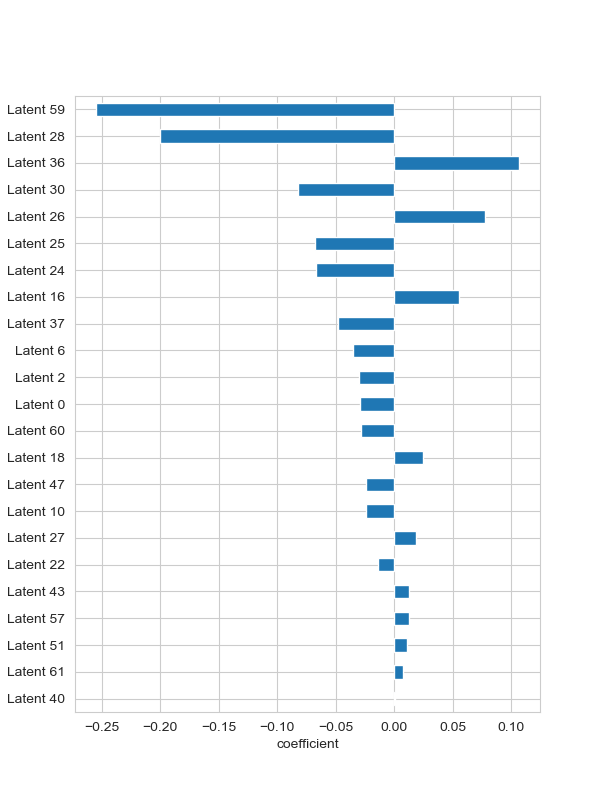 Latent 59
Latent 28
Latent 36
Latent 30
Latent 26
Latent 25
Latent 24
Latent 16
Latent 37
Latent 6
Latent 2
Latent 0
Latent 60
Latent 18
Latent 47
Latent 10
Latent 27
Latent 22
Latent 43
Latent 57
Latent 51
Latent 61
Latent 40
−0.25 −0.20 −0.15 −0.10 −0.05 0.00 0.05 0.10
coefficient